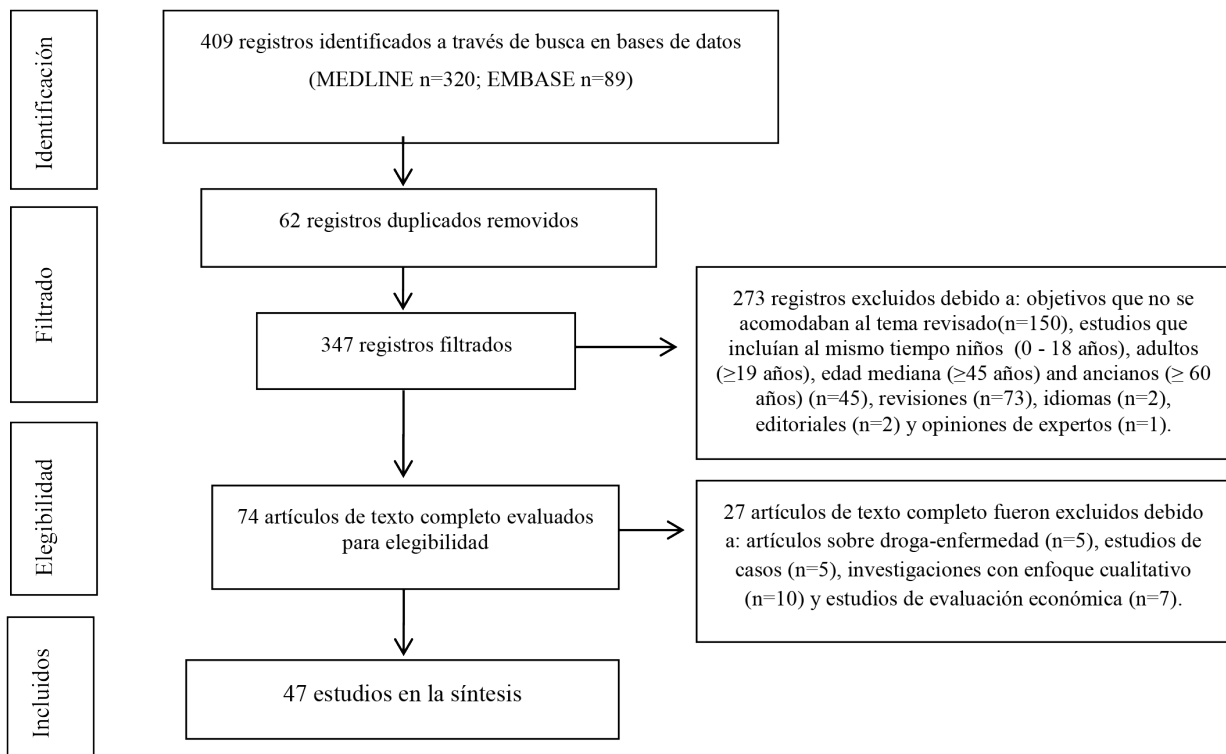 Identificación
409 registros identificados a través de busca en bases de datos
(MEDLINE n=320; EMBASE n=89)
62 registros duplicados removidos
Filtrado
347 registros filtrados
273 registros excluidos debido a: objetivos que no se
acomodaban al tema revisado(n=150), estudios que
incluían al mismo tiempo niños (0 - 18 años), adultos
(≥19 años), edad mediana (≥45 años) and ancianos (≥ 60
años) (n=45), revisiones (n=73), idiomas (n=2),
editoriales (n=2) y opiniones de expertos (n=1).
Elegibilidad
74 artículos de texto completo evaluados
para elegibilidad
27 artículos de texto completo fueron excluidos debido
a: artículos sobre droga-enfermedad (n=5), estudios de
casos (n=5), investigaciones con enfoque cualitativo
(n=10) y estudios de evaluación económica (n=7).
Incluidos
47 estudios en la síntesis